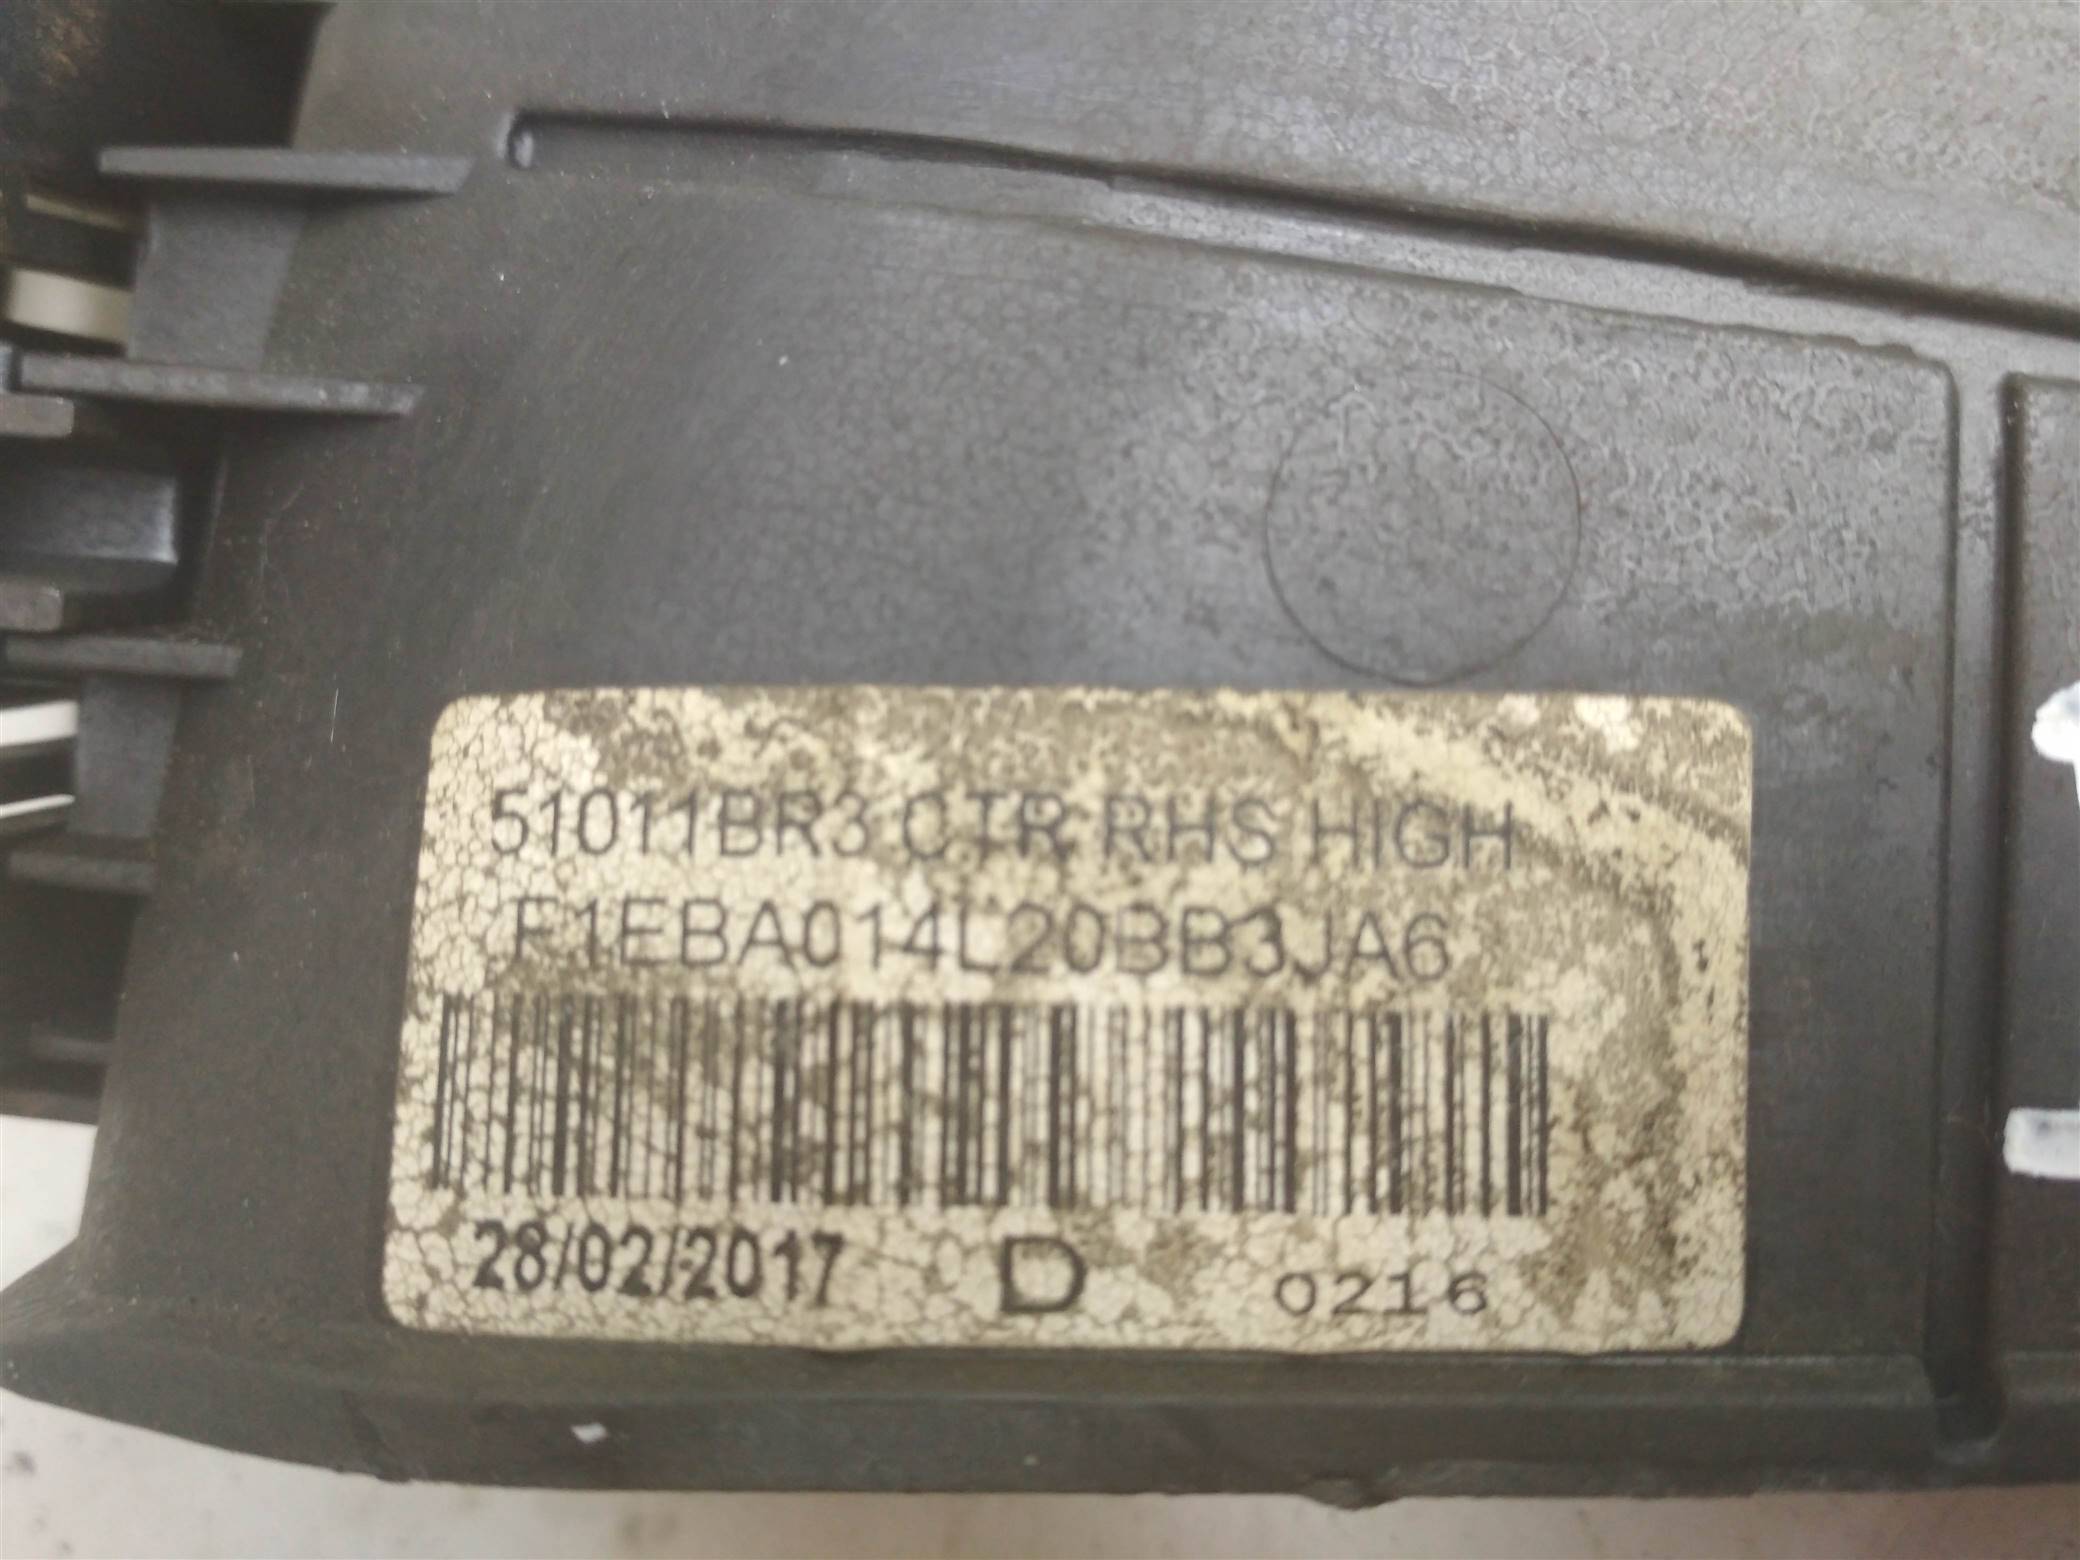 51011BR3 CTR RHS HIGH
F1EBA014L20BB3JA6
28/02/2017 D 0216